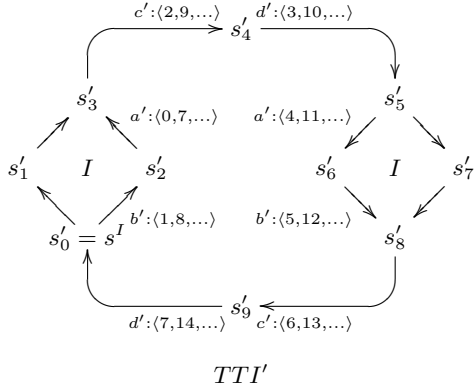 c′:⟨2,9,...⟩ s′₄ d′:⟨3,10,...⟩
s′₃ s′₅
a′:⟨0,7,...⟩ a′:⟨4,11,...⟩
s′₁ I s′₂ s′₆ I s′₇
b′:⟨1,8,...⟩ b′:⟨5,12,...⟩
s′₀ = sᴵ s′₈
s′₉
d′:⟨7,14,...⟩ c′:⟨6,13,...⟩
TTI′